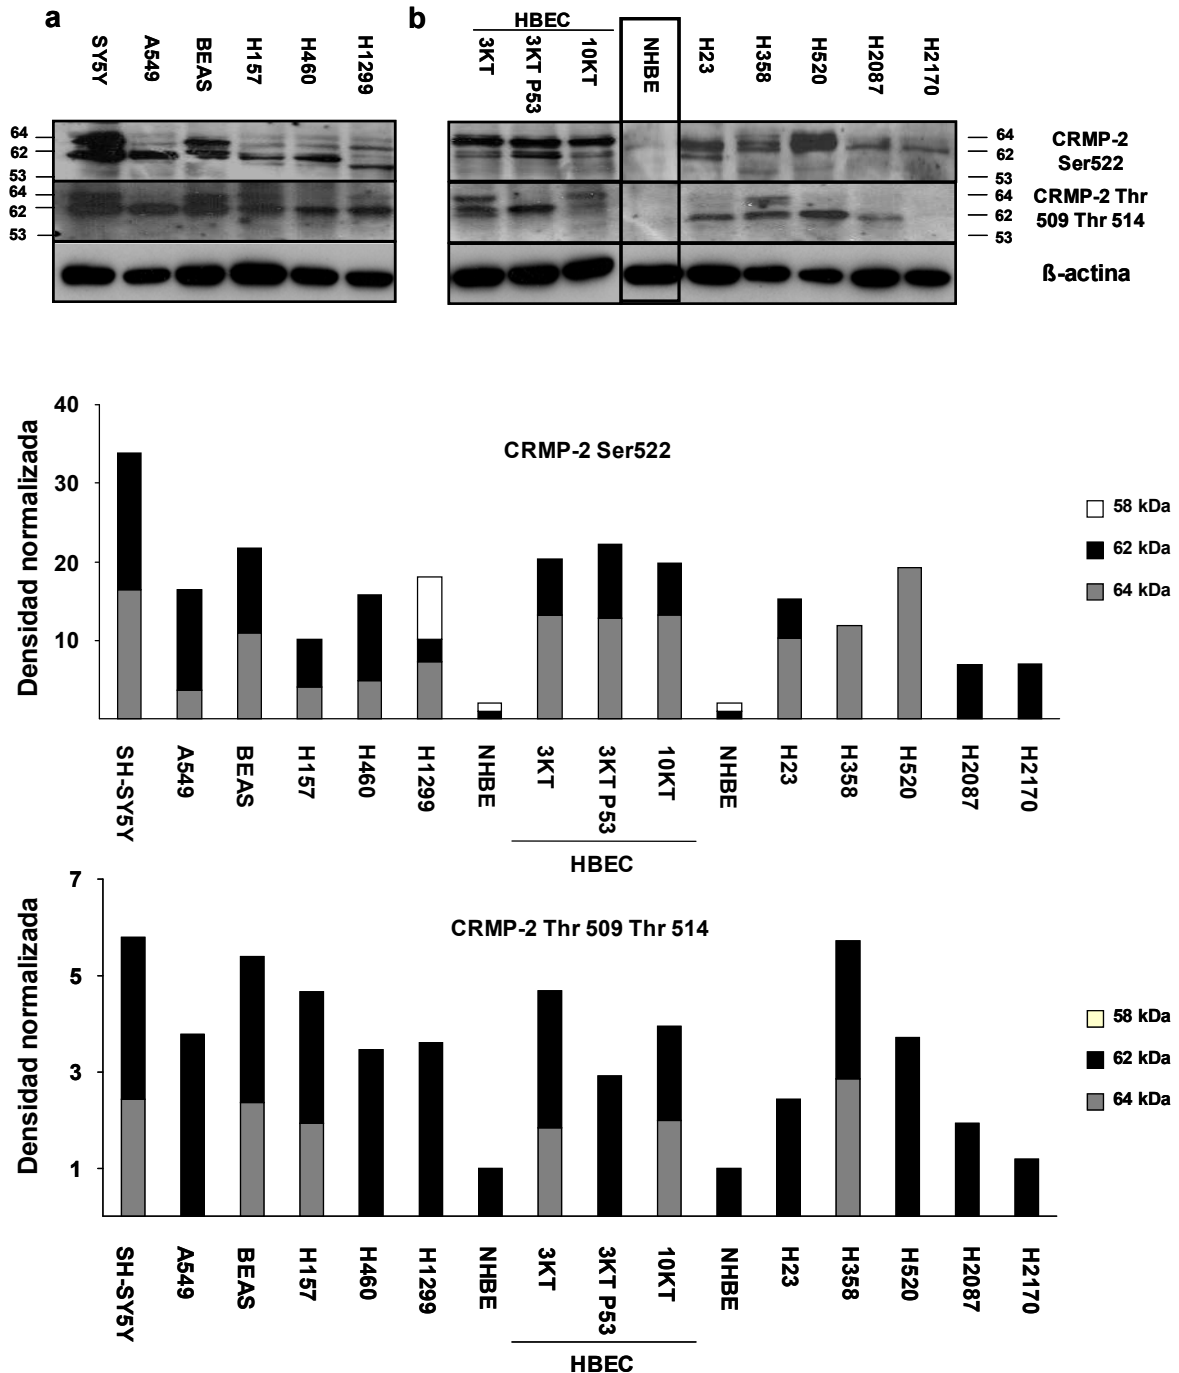 a
b
HBEC
SY5Y
A549
BEAS
H157
H460
H1299
3KT
3KT P53
10KT
NHBE
H23
H358
H520
H2087
H2170
64
62
53
64
62
53
64
62
53
64
62
53
CRMP-2
Ser522
CRMP-2 Thr
509 Thr 514
ß-actina
CRMP-2 Ser522
Densidad normalizada
40
30
20
10
58 kDa
62 kDa
64 kDa
SH-SY5Y
A549
BEAS
H157
H460
H1299
NHBE
3KT
3KT P53
10KT
NHBE
H23
H358
H520
H2087
H2170
HBEC
CRMP-2 Thr 509 Thr 514
Densidad normalizada
7
5
3
1
58 kDa
62 kDa
64 kDa
SH-SY5Y
A549
BEAS
H157
H460
H1299
NHBE
3KT
3KT P53
10KT
NHBE
H23
H358
H520
H2087
H2170
HBEC